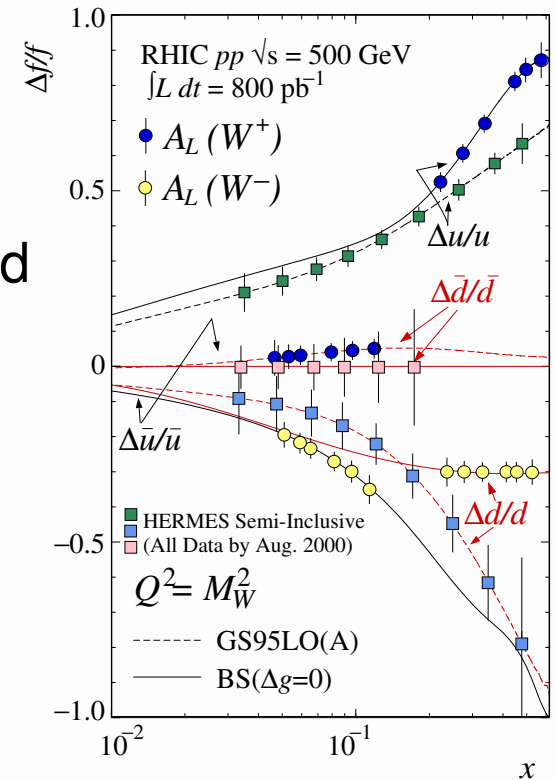 Δf/f
1.0
0.5
0
−0.5
−1.0
RHIC pp √s = 500 GeV
∫L dt = 800 pb⁻¹
A_L (W⁺)
A_L (W⁻)
d
Δu/u
Δd̄/d̄
Δū/ū
Δd/d
HERMES Semi-Inclusive
(All Data by Aug. 2000)
Q²= M²_W
GS95LO(A)
BS(Δg=0)
10⁻² 10⁻¹ x